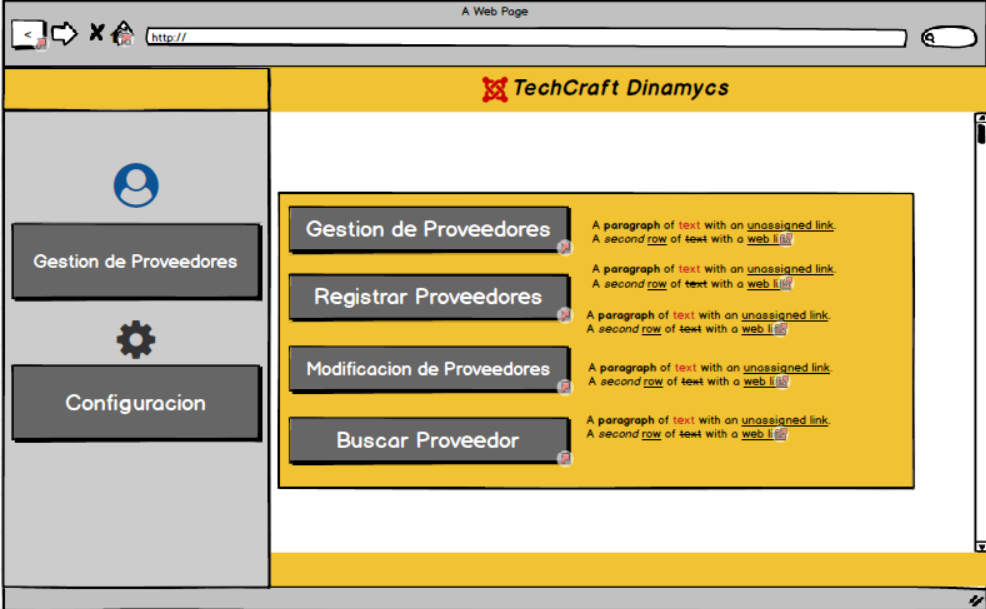 A Web Page
<
http://
TechCraft Dinamycs
Gestion de Proveedores
Configuracion
Gestion de Proveedores
A paragraph of text with an unassigned link.
A second row of text with a web li
Registrar Proveedores
A paragraph of text with an unassigned link.
A second row of text with a web li
A paragraph of text with an unassigned link.
A second row of text with a web li
Modificacion de Proveedores
A paragraph of text with an unassigned link.
A second row of text with a web li
Buscar Proveedor
A paragraph of text with an unassigned link.
A second row of text with a web li